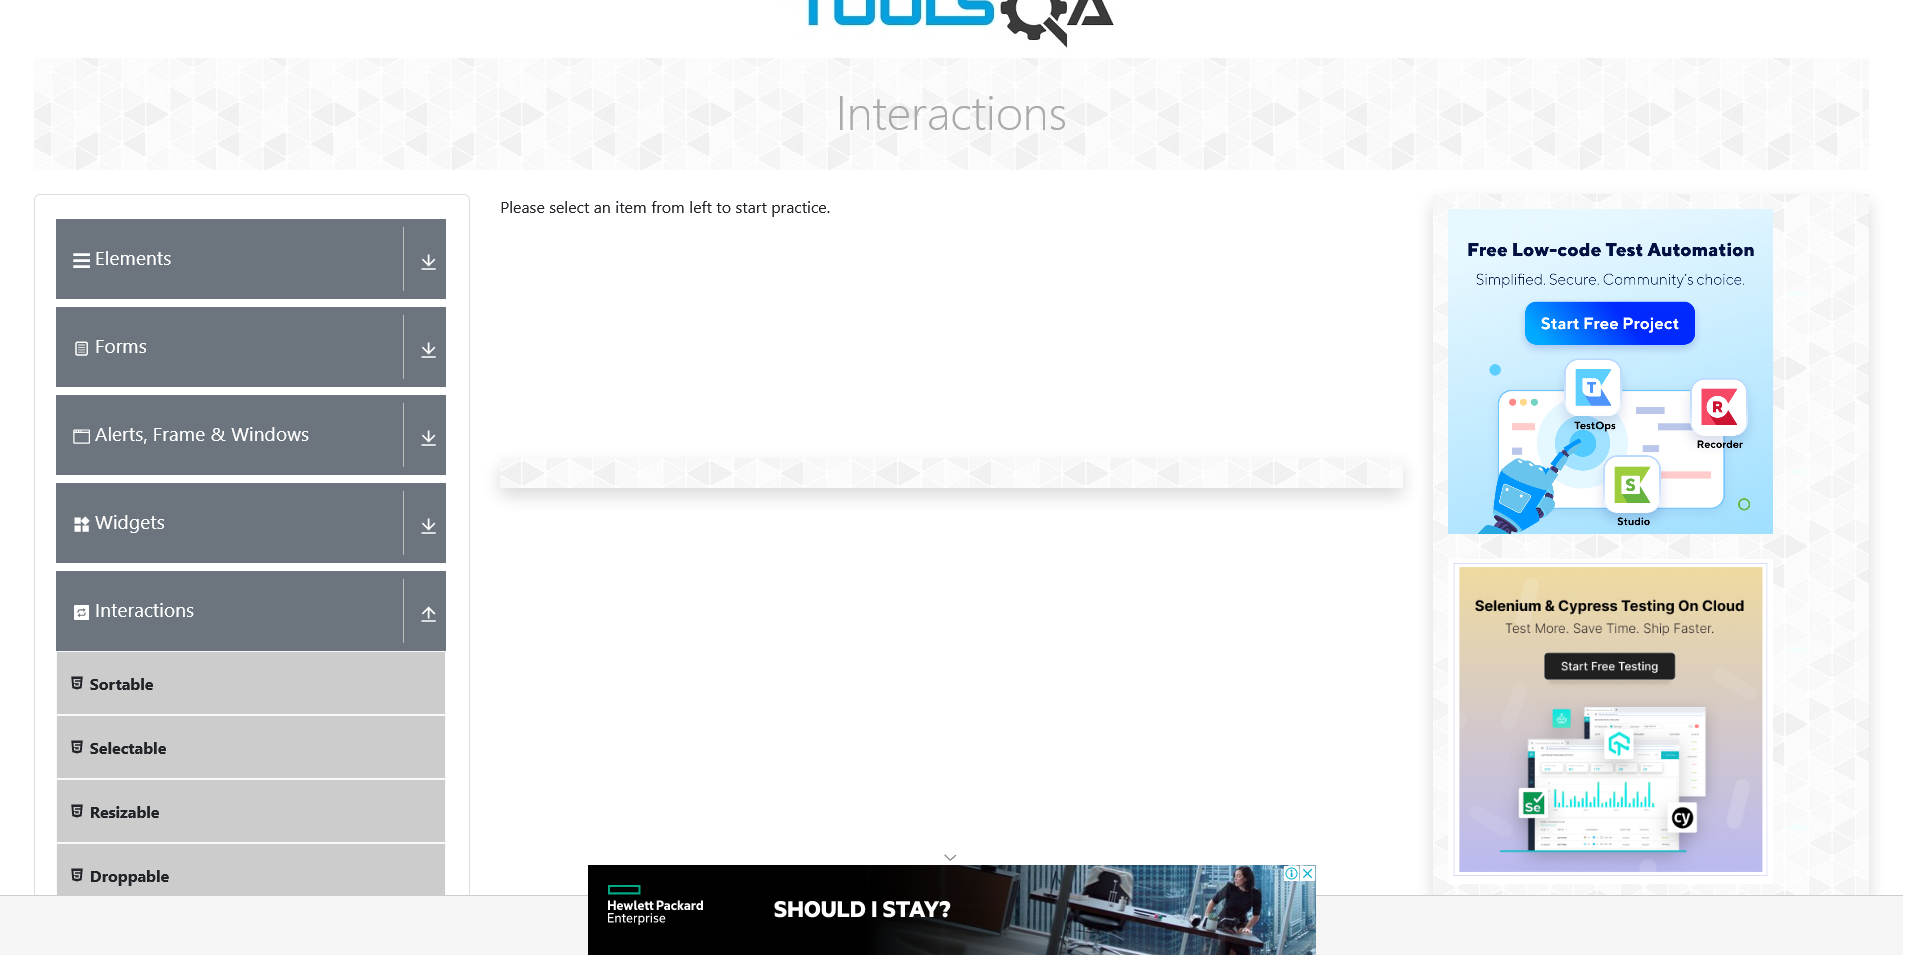 TOOLSQA
Interactions
Elements
Forms
Alerts, Frame & Windows
Widgets
Interactions
Sortable
Selectable
Resizable
Droppable
Please select an item from left to start practice.
Free Low-code Test Automation
Simplified. Secure. Community's choice.
Start Free Project
T
TestOps
R
Recorder
S
Studio
Selenium & Cypress Testing On Cloud
Test More. Save Time. Ship Faster.
Start Free Testing
Se
cy
Hewlett Packard
Enterprise
SHOULD I STAY?